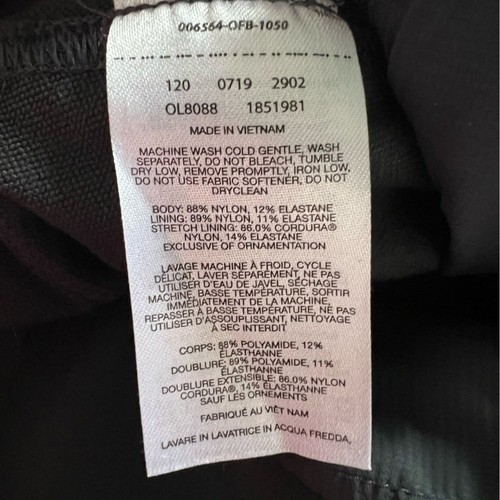 006564-OFB-1050
120 0719 2902
OL8088 1851981
MADE IN VIETNAM
MACHINE WASH COLD GENTLE, WASH
SEPARATELY, DO NOT BLEACH, TUMBLE
DRY LOW, REMOVE PROMPTLY, IRON LOW.
DO NOT USE FABRIC SOFTENER, DO NOT
DRYCLEAN
BODY: 88% NYLON, 12% ELASTANE
LINING: 89% NYLON, 11% ELASTANE
STRETCH LINING: 86.0% CORDURA®
NYLON, 14% ELASTANE
EXCLUSIVE OF ORNAMENTATION
LAVAGE MACHINE À FROID, CYCLE
DÉLICAT, LAVER SÉPARÉMENT, NE PAS
UTILISER D'EAU DE JAVEL, SÉCHAGE
MACHINE, BASSE TEMPÉRATURE, SORTIR
IMMÉDIATEMENT DE LA MACHINE,
REPASSER À BASSE TEMPÉRATURE, NE PAS
UTILISER D'ASSOUPLISSANT, NETTOYAGE
À SEC INTERDIT
CORPS: 88% POLYAMIDE, 12%
ÉLASTHANNE
DOUBLURE: 89% POLYAMIDE, 11%
ÉLASTHANNE
DOUBLURE EXTENSIBLE: 86.0% NYLON
CORDURA®, 14% ÉLASTHANNE
SAUF LES ORNEMENTS
FABRIQUÉ AU VIÊT NAM
LAVARE IN LAVATRICE IN ACQUA FREDDA,